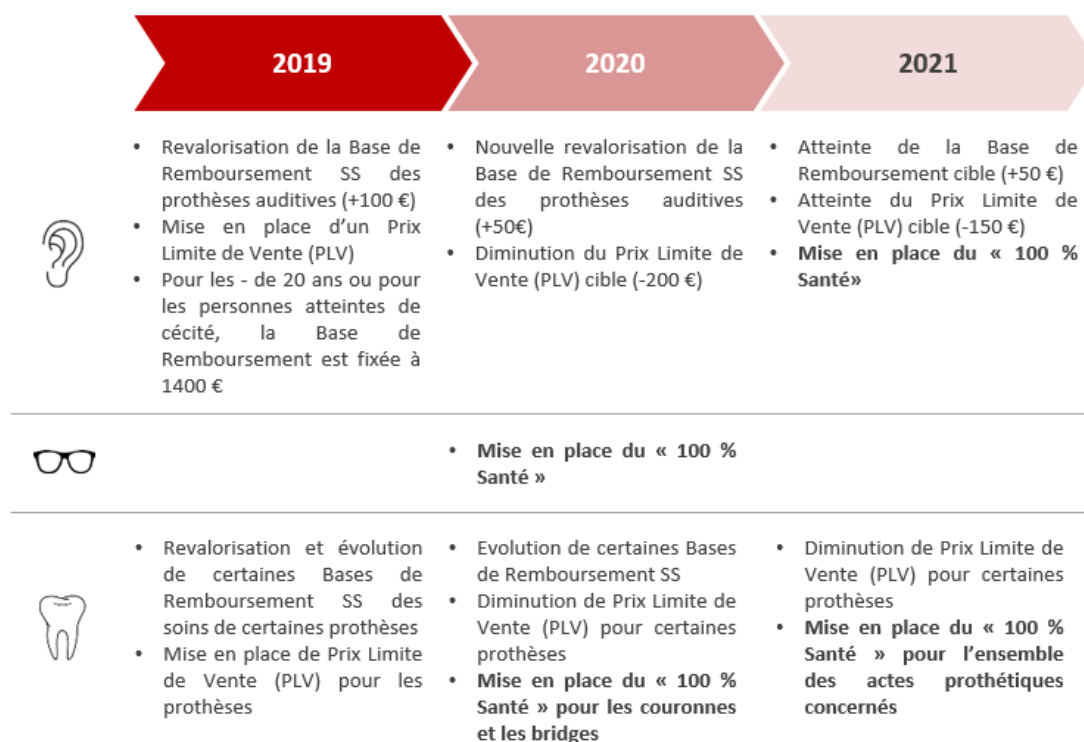 2019
2020
2021
• Revalorisation de la Base de
Remboursement SS des
prothèses auditives (+100 €)
• Mise en place d’un Prix
Limite de Vente (PLV)
• Pour les - de 20 ans ou pour
les personnes atteintes de
cécité, la Base de
Remboursement est fixée à
1400 €
• Nouvelle revalorisation de la
Base de Remboursement SS
des prothèses auditives
(+50€)
• Diminution du Prix Limite de
Vente (PLV) cible (-200 €)
• Atteinte de la Base de
Remboursement cible (+50 €)
• Atteinte du Prix Limite de
Vente (PLV) cible (-150 €)
• Mise en place du « 100 %
Santé»
• Mise en place du « 100 %
Santé »
• Revalorisation et évolution
de certaines Bases de
Remboursement SS des
soins de certaines prothèses
• Mise en place de Prix Limite
de Vente (PLV) pour les
prothèses
• Evolution de certaines Bases
de Remboursement SS
• Diminution de Prix Limite de
Vente (PLV) pour certaines
prothèses
• Mise en place du « 100 %
Santé » pour les couronnes
et les bridges
• Diminution de Prix Limite de
Vente (PLV) pour certaines
prothèses
• Mise en place du « 100 %
Santé » pour l’ensemble
des actes prothétiques
concernés